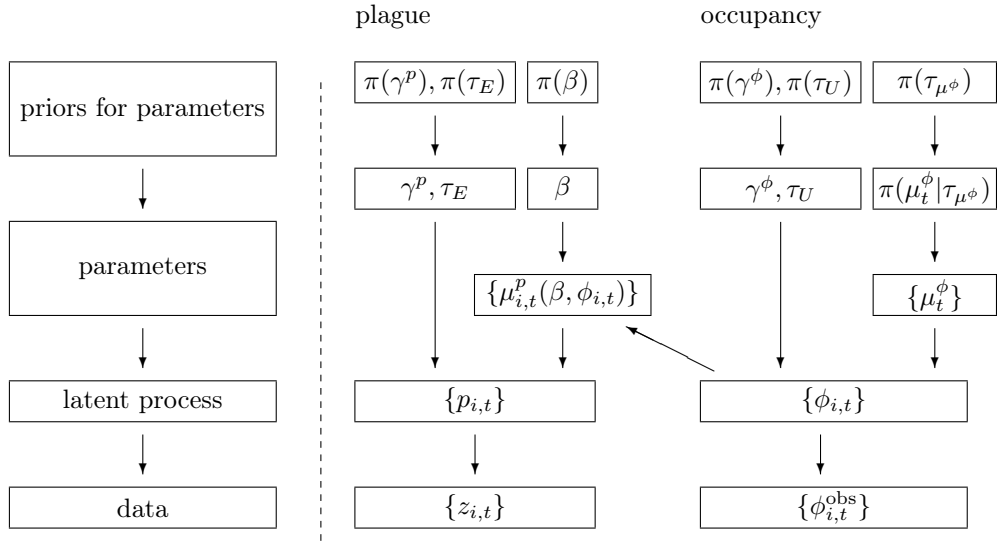 plague occupancy
priors for parameters π(γ^p), π(τ_E) π(β) π(γ^ϕ), π(τ_U) π(τ_{μ^ϕ})
γ^p, τ_E β γ^ϕ, τ_U π(μ_t^ϕ|τ_{μ^ϕ})
parameters {μ_{i,t}^p(β, ϕ_{i,t})} {μ_t^ϕ}
latent process {p_{i,t}} {ϕ_{i,t}}
data {z_{i,t}} {ϕ_{i,t}^{obs}}